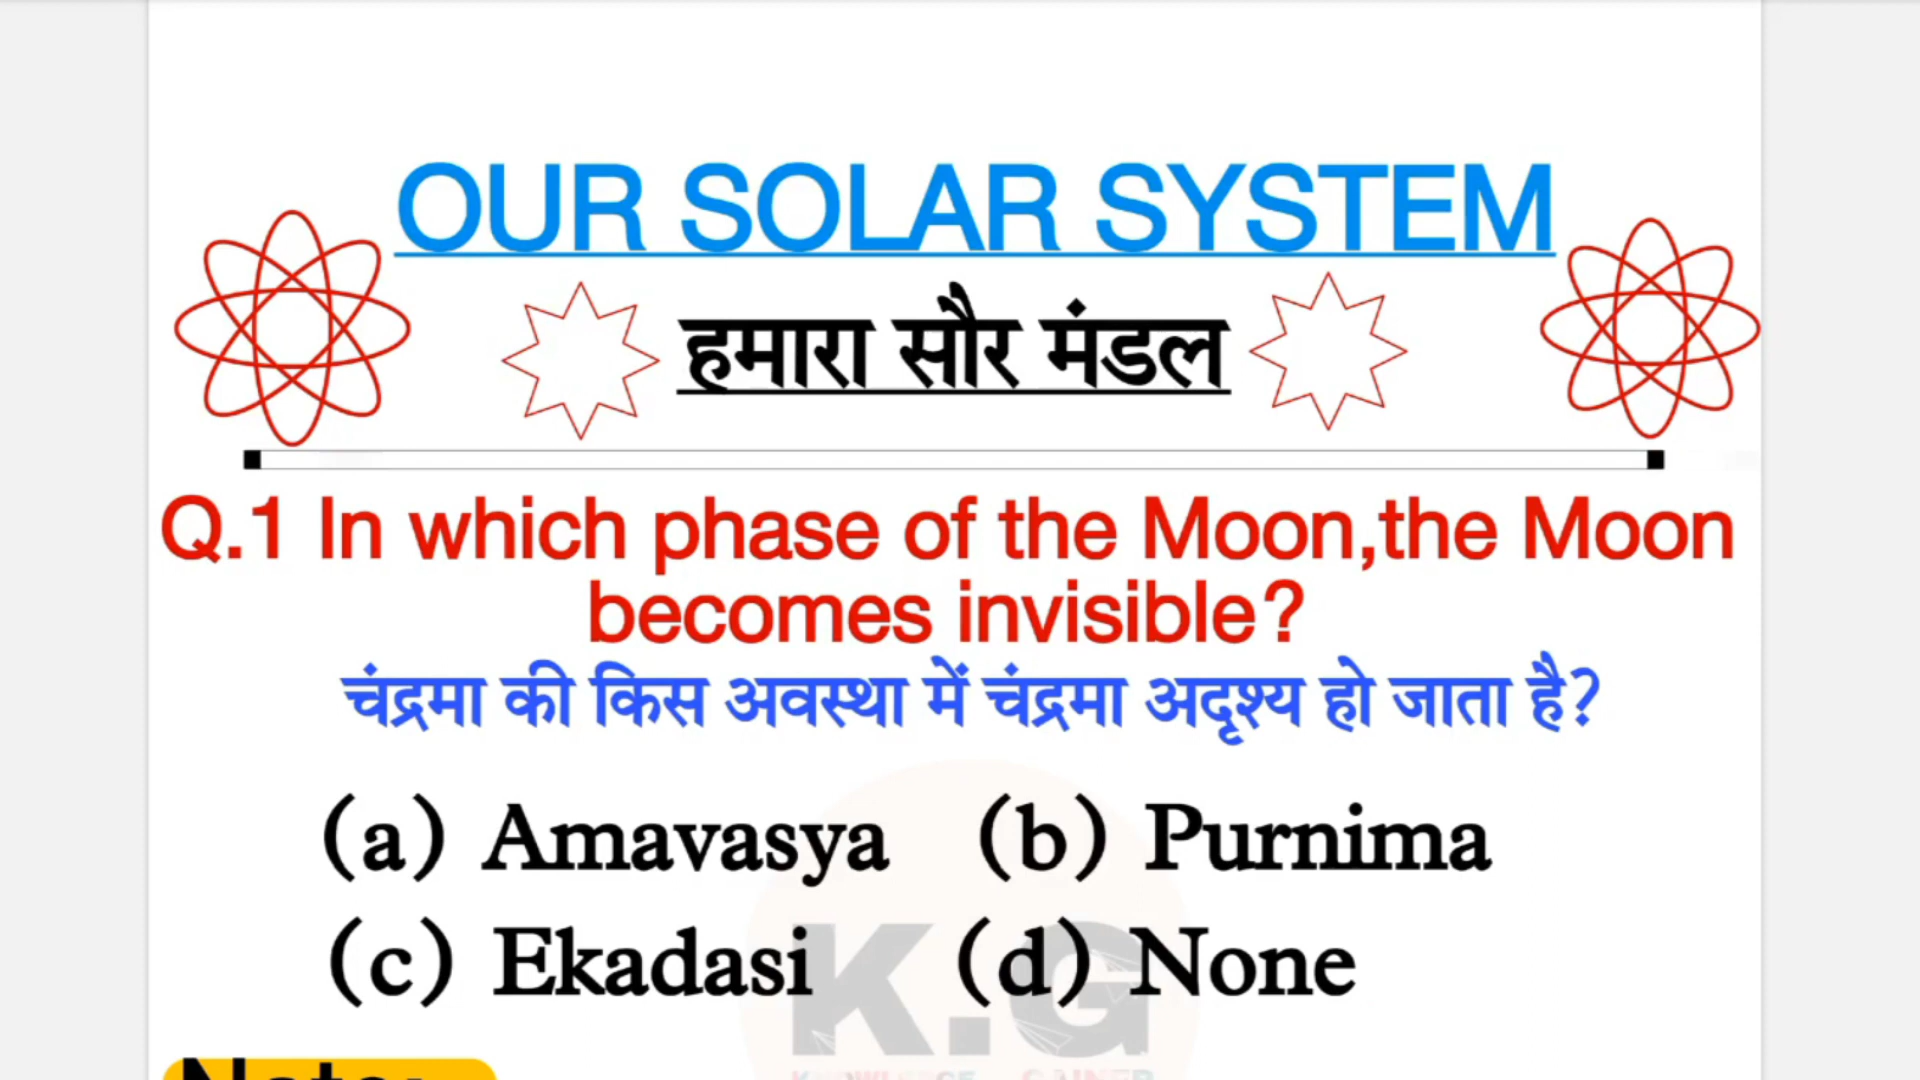 OUR SOLAR SYSTEM
हमारा सौर मंडल
Q.1 In which phase of the Moon,the Moon
becomes invisible?
चंद्रमा की किस अवस्था में चंद्रमा अदृश्य हो जाता है?
(a) Amavasya (b) Purnima
(c) Ekadasi (d) None
K.G